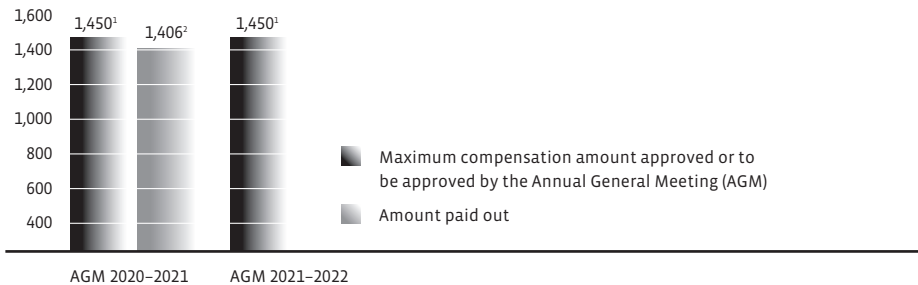 1,600
1,450¹ 1,406² 1,450¹
1,400
1,200
1,000
800
600
400
Maximum compensation amount approved or to
be approved by the Annual General Meeting (AGM)
Amount paid out
AGM 2020–2021 AGM 2021–2022